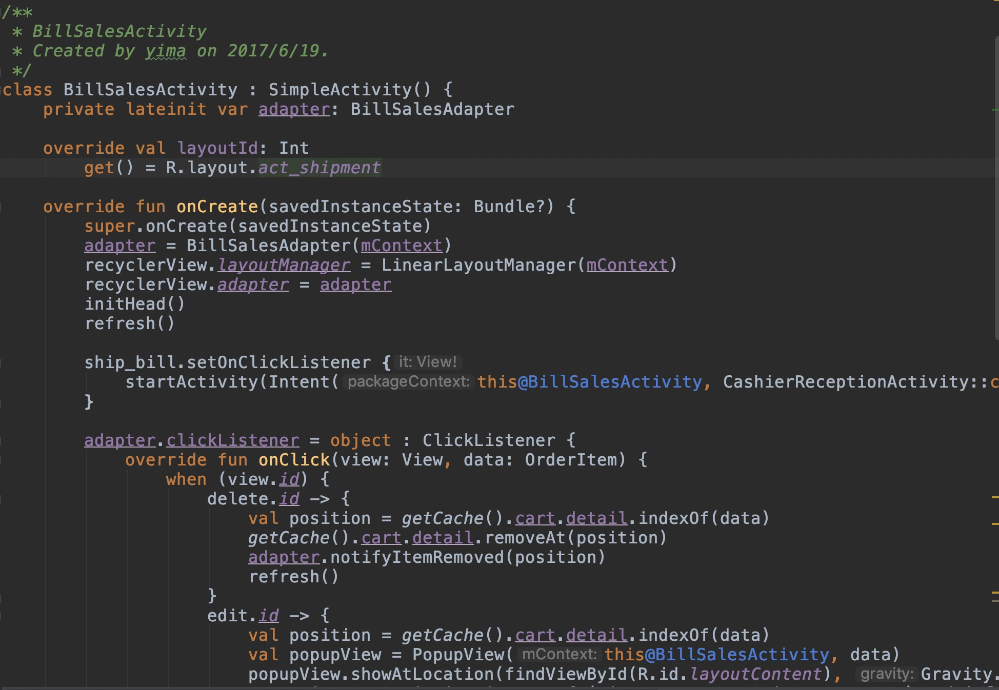 /**
 * BillSalesActivity
 * Created by yima on 2017/6/19.
 */
class BillSalesActivity : SimpleActivity() {
    private lateinit var adapter: BillSalesAdapter

    override val layoutId: Int
        get() = R.layout.act_shipment

    override fun onCreate(savedInstanceState: Bundle?) {
        super.onCreate(savedInstanceState)
        adapter = BillSalesAdapter(mContext)
        recyclerView.layoutManager = LinearLayoutManager(mContext)
        recyclerView.adapter = adapter
        initHead()
        refresh()

        ship_bill.setOnClickListener { it: View!
            startActivity(Intent( packageContext: this@BillSalesActivity, CashierReceptionActivity::c
        }

        adapter.clickListener = object : ClickListener {
            override fun onClick(view: View, data: OrderItem) {
                when (view.id) {
                    delete.id -> {
                        val position = getCache().cart.detail.indexOf(data)
                        getCache().cart.detail.removeAt(position)
                        adapter.notifyItemRemoved(position)
                        refresh()
                    }
                    edit.id -> {
                        val position = getCache().cart.detail.indexOf(data)
                        val popupView = PopupView( mContext: this@BillSalesActivity, data)
                        popupView.showAtLocation(findViewById(R.id.layoutContent), gravity: Gravity.